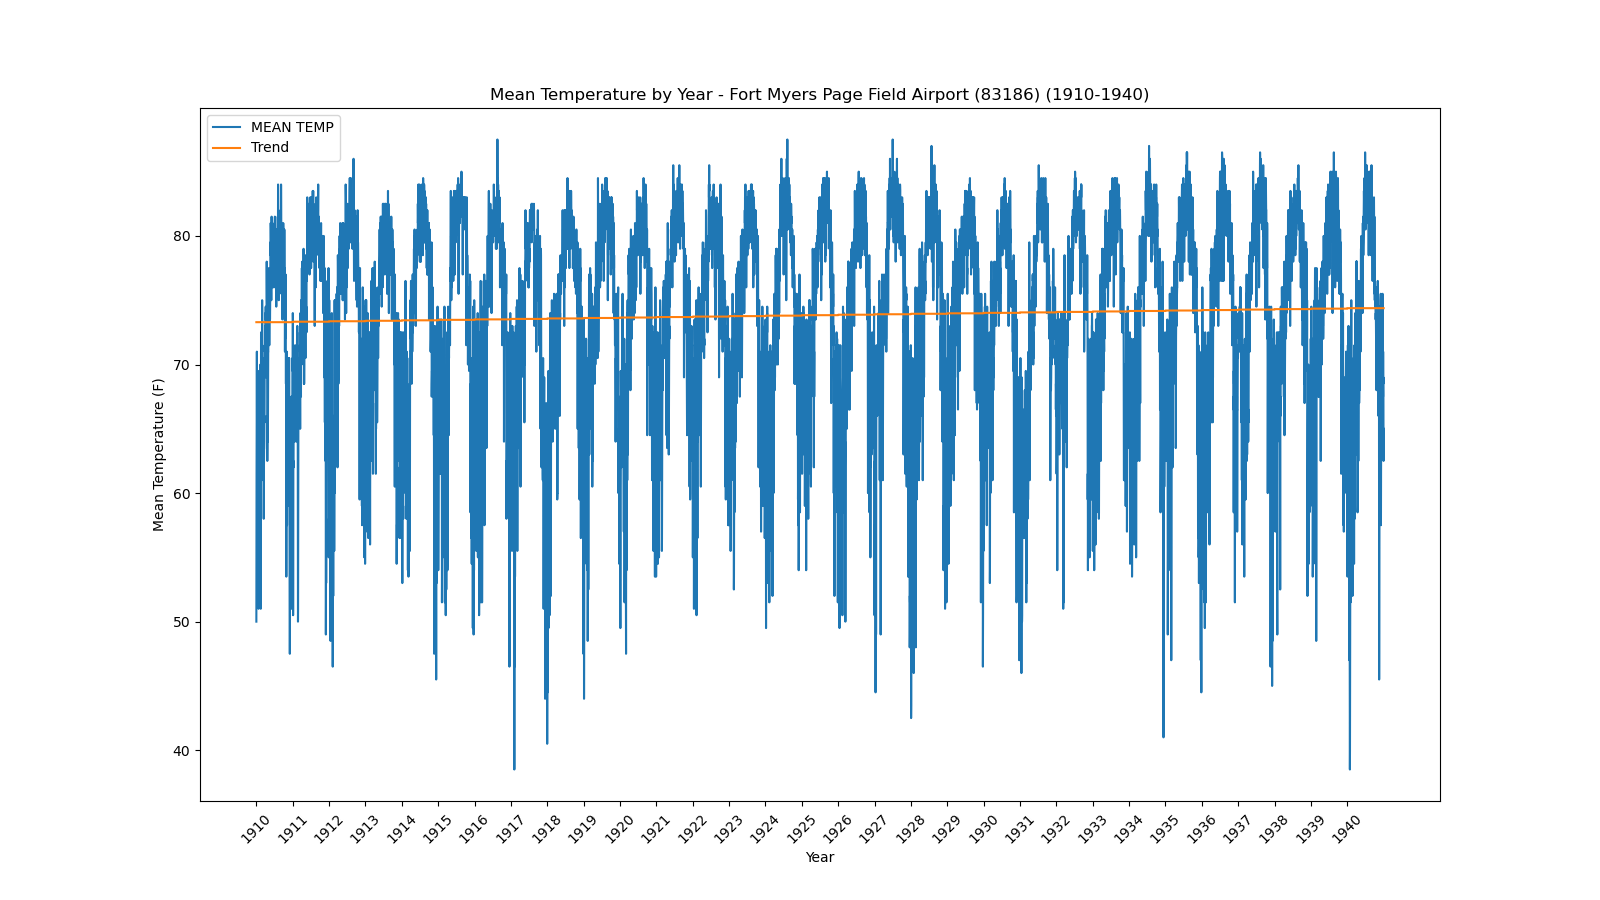 Mean Temperature by Year - Fort Myers Page Field Airport (83186) (1910-1940)
MEAN TEMP
Trend
80
70
60
50
40
Mean Temperature (F)
1910 1911 1912 1913 1914 1915 1916 1917 1918 1919 1920 1921 1922 1923 1924 1925 1926 1927 1928 1929 1930 1931 1932 1933 1934 1935 1936 1937 1938 1939 1940
Year